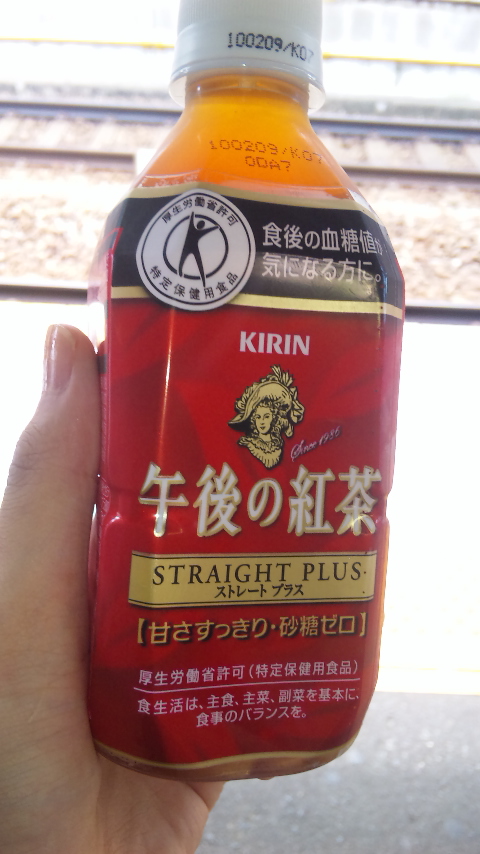 100209/K07
100209/K07
0DA7
厚生労働省許可
特定保健用食品
食後の血糖値が
気になる方に。
KIRIN
Since 1986
午後の紅茶
STRAIGHT PLUS
ストレート プラス
【甘さすっきり・砂糖ゼロ】
厚生労働省許可(特定保健用食品)
食生活は、主食、主菜、副菜を基本に、
食事のバランスを。